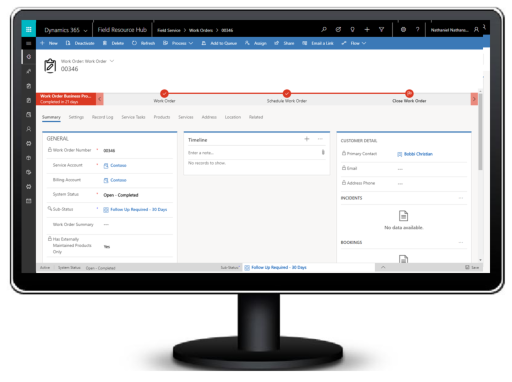 Dynamics 365 Field Resource Hub Field Service > Work Orders > 00346 Nathaniel Nathans...
+ New Deactivate Delete Refresh Process Add to Queue Assign Share Email a Link Flow
Work Order: Work Order
00346
Work Order Business Pro...
Completed in 21 days
Work Order Schedule Work Order Close Work Order
Summary Settings Record Log Service Tasks Products Services Address Location Related
GENERAL
Work Order Number * 00346
Service Account * Contoso
Billing Account Contoso
System Status * Open - Completed
Sub-Status * Follow Up Required - 30 Days
Work Order Summary ---
Has Externally
Maintained Products
Only
Yes
Timeline + ...
Enter a note...
No records to show.
CUSTOMER DETAIL
Primary Contact Bobbi Christian
Email ---
Address Phone ---
INCIDENTS ...
No data available.
BOOKINGS ...
Active System Status Open - Completed Sub-Status Follow Up Required - 30 Days Save